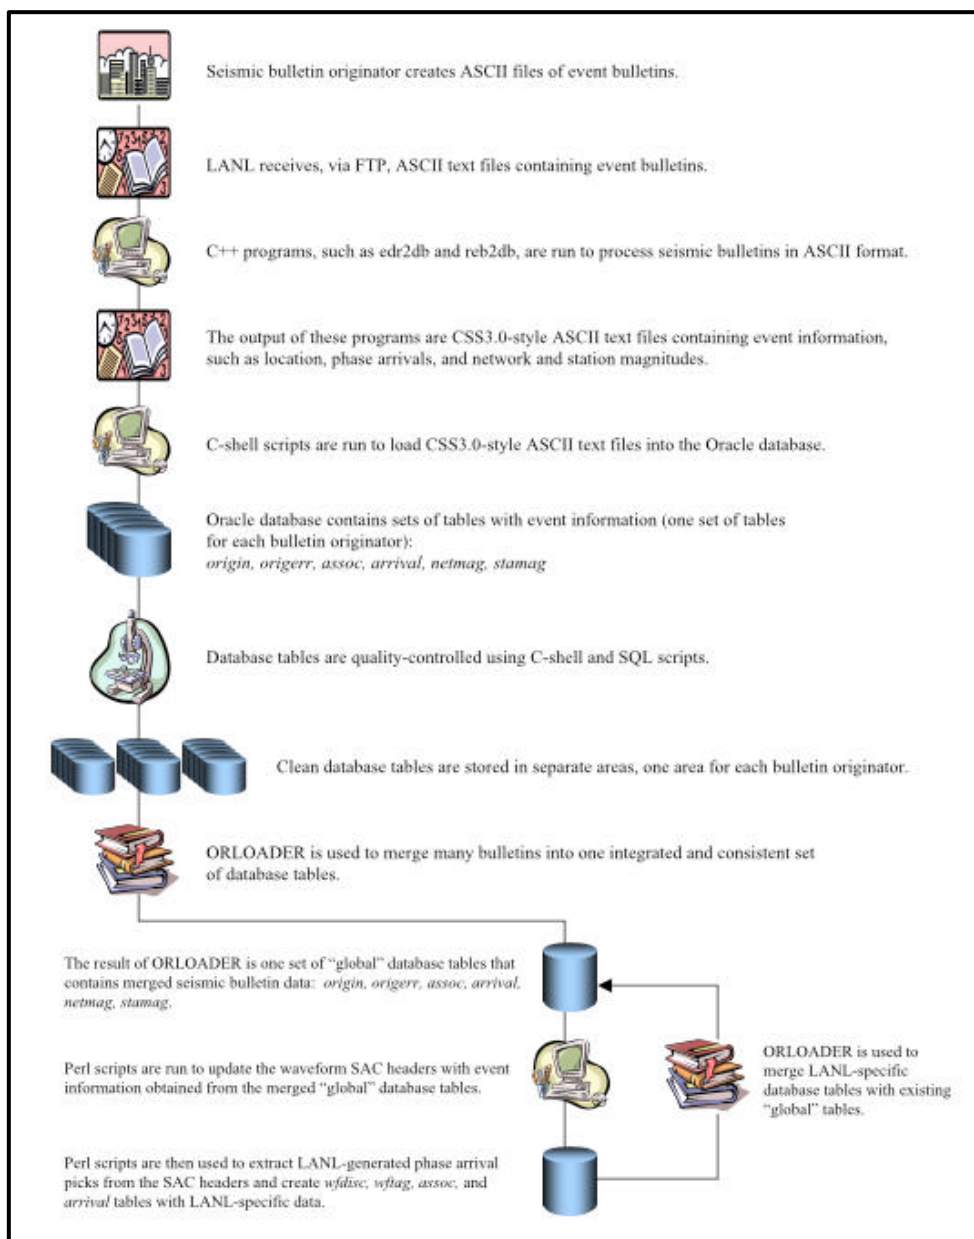 Seismic bulletin originator creates ASCII files of event bulletins.
LANL receives, via FTP, ASCII text files containing event bulletins.
C++ programs, such as edr2db and reb2db, are run to process seismic bulletins in ASCII format.
The output of these programs are CSS3.0-style ASCII text files containing event information,
such as location, phase arrivals, and network and station magnitudes.
C-shell scripts are run to load CSS3.0-style ASCII text files into the Oracle database.
Oracle database contains sets of tables with event information (one set of tables
for each bulletin originator):
origin, origerr, assoc, arrival, netmag, stamag
Database tables are quality-controlled using C-shell and SQL scripts.
Clean database tables are stored in separate areas, one area for each bulletin originator.
ORLOADER is used to merge many bulletins into one integrated and consistent set
of database tables.
The result of ORLOADER is one set of “global” database tables that
contains merged seismic bulletin data: origin, origerr, assoc, arrival,
netmag, stamag.
Perl scripts are run to update the waveform SAC headers with event
information obtained from the merged “global” database tables.
ORLOADER is used to
merge LANL-specific
database tables with existing
“global” tables.
Perl scripts are then used to extract LANL-generated phase arrival
picks from the SAC headers and create wfdisc, wftag, assoc, and
arrival tables with LANL-specific data.